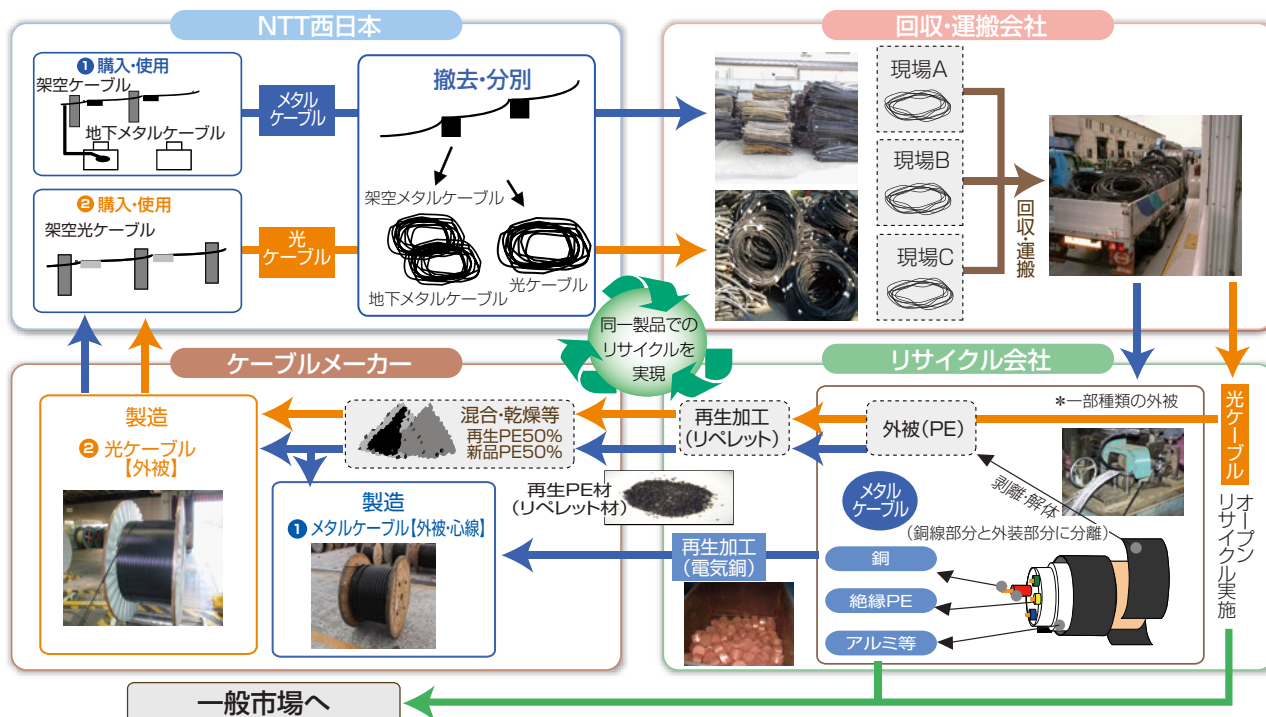 NTT西日本
❶ 購入・使用
架空ケーブル
地下メタルケーブル
メタル
ケーブル
❷ 購入・使用
架空光ケーブル
光
ケーブル
撤去・分別
架空メタルケーブル
地下メタルケーブル
光ケーブル
回収・運搬会社
現場A
現場B
現場C
回収・運搬
同一製品での
リサイクルを
実現
ケーブルメーカー
製造
❷ 光ケーブル
【外被】
混合・乾燥等
再生PE50%
新品PE50%
製造
❶ メタルケーブル【外被・心線】
リサイクル会社
再生加工
(リペレット)
再生PE材
(リペレット材)
外被(PE)
*一部種類の外被
剥離・解体
メタル
ケーブル
(銅線部分と外装部分に分離)
再生加工
(電気銅)
銅
絶縁PE
アルミ等
光ケーブル
オープン
リサイクル実施
一般市場へ